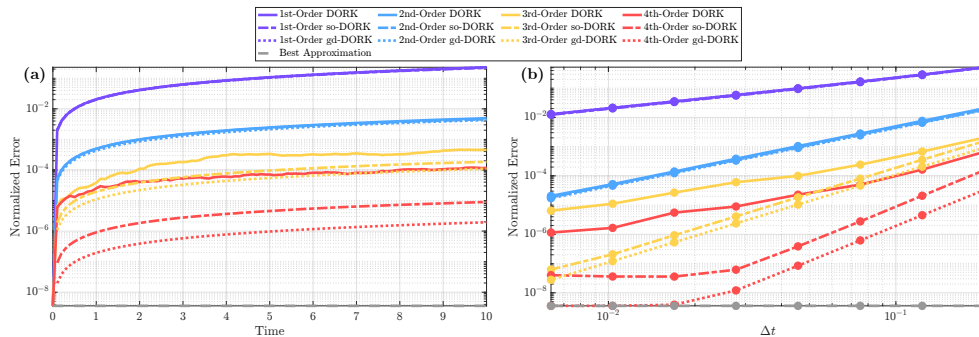 1st-Order DORK 2nd-Order DORK 3rd-Order DORK 4th-Order DORK
1st-Order so-DORK 2nd-Order so-DORK 3rd-Order so-DORK 4th-Order so-DORK
1st-Order gd-DORK 2nd-Order gd-DORK 3rd-Order gd-DORK 4th-Order gd-DORK
Best Approximation
(a)
Normalized Error
10^-2
10^-4
10^-6
10^-8
0 1 2 3 4 5 6 7 8 9 10
Time
(b)
Normalized Error
10^-2
10^-4
10^-6
10^-8
10^-2 10^-1
Δt